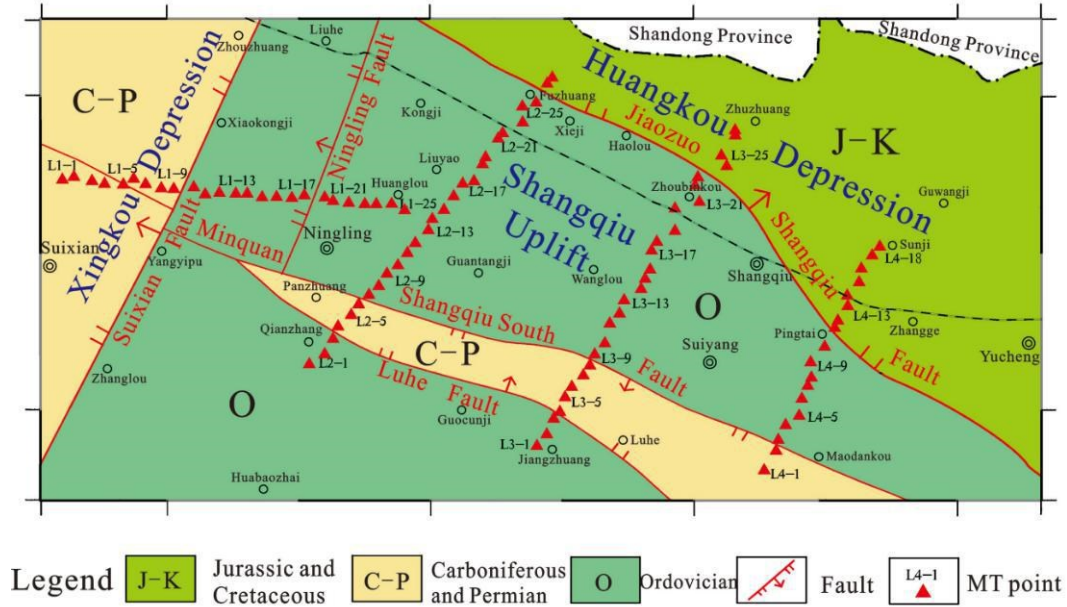 Liuhe
Shandong Province
Shandong Province
Zhouzhuang
Huangkou
Depression
C-P
Xingkou
Depression
Fuzhuang
L2-25
Kongji
Ningling
Fault
Xiaokongji
Xieji
Haolou
Jiaozuo
Zhuzhuang
J-K
L2-21
Liuyao
L3-25
L1-1
L1-5
L1-9
L1-13
L1-17
L1-21
Huanglou
L1-25
L2-17
Shangqiu
Uplift
Zhoubinkou
L3-21
Guwangji
Suixian
Minquan
Ningling
L2-13
L3-17
Shangqiu
Sunji
L4-18
Yangyipu
Suixian
Fault
Panzhuang
L2-9
Guantangji
Wanglou
L3-13
Shangqiu
O
L4-13
Zhangge
Qianzhang
L2-5
Shangqiu South
Fault
Pingtai
Yucheng
L2-1
C-P
L3-9
Suiyang
L4-9
Fault
Zhanglou
O
Luhe
Fault
Guocunji
L3-5
L4-5
L3-1
Jiangzhuang
Luhe
Maodankou
L4-1
Huabaozhai
Legend
J-K
Jurassic and
Cretaceous
C-P
Carboniferous
and Permian
O
Ordovician
Fault
L4-1
MT point